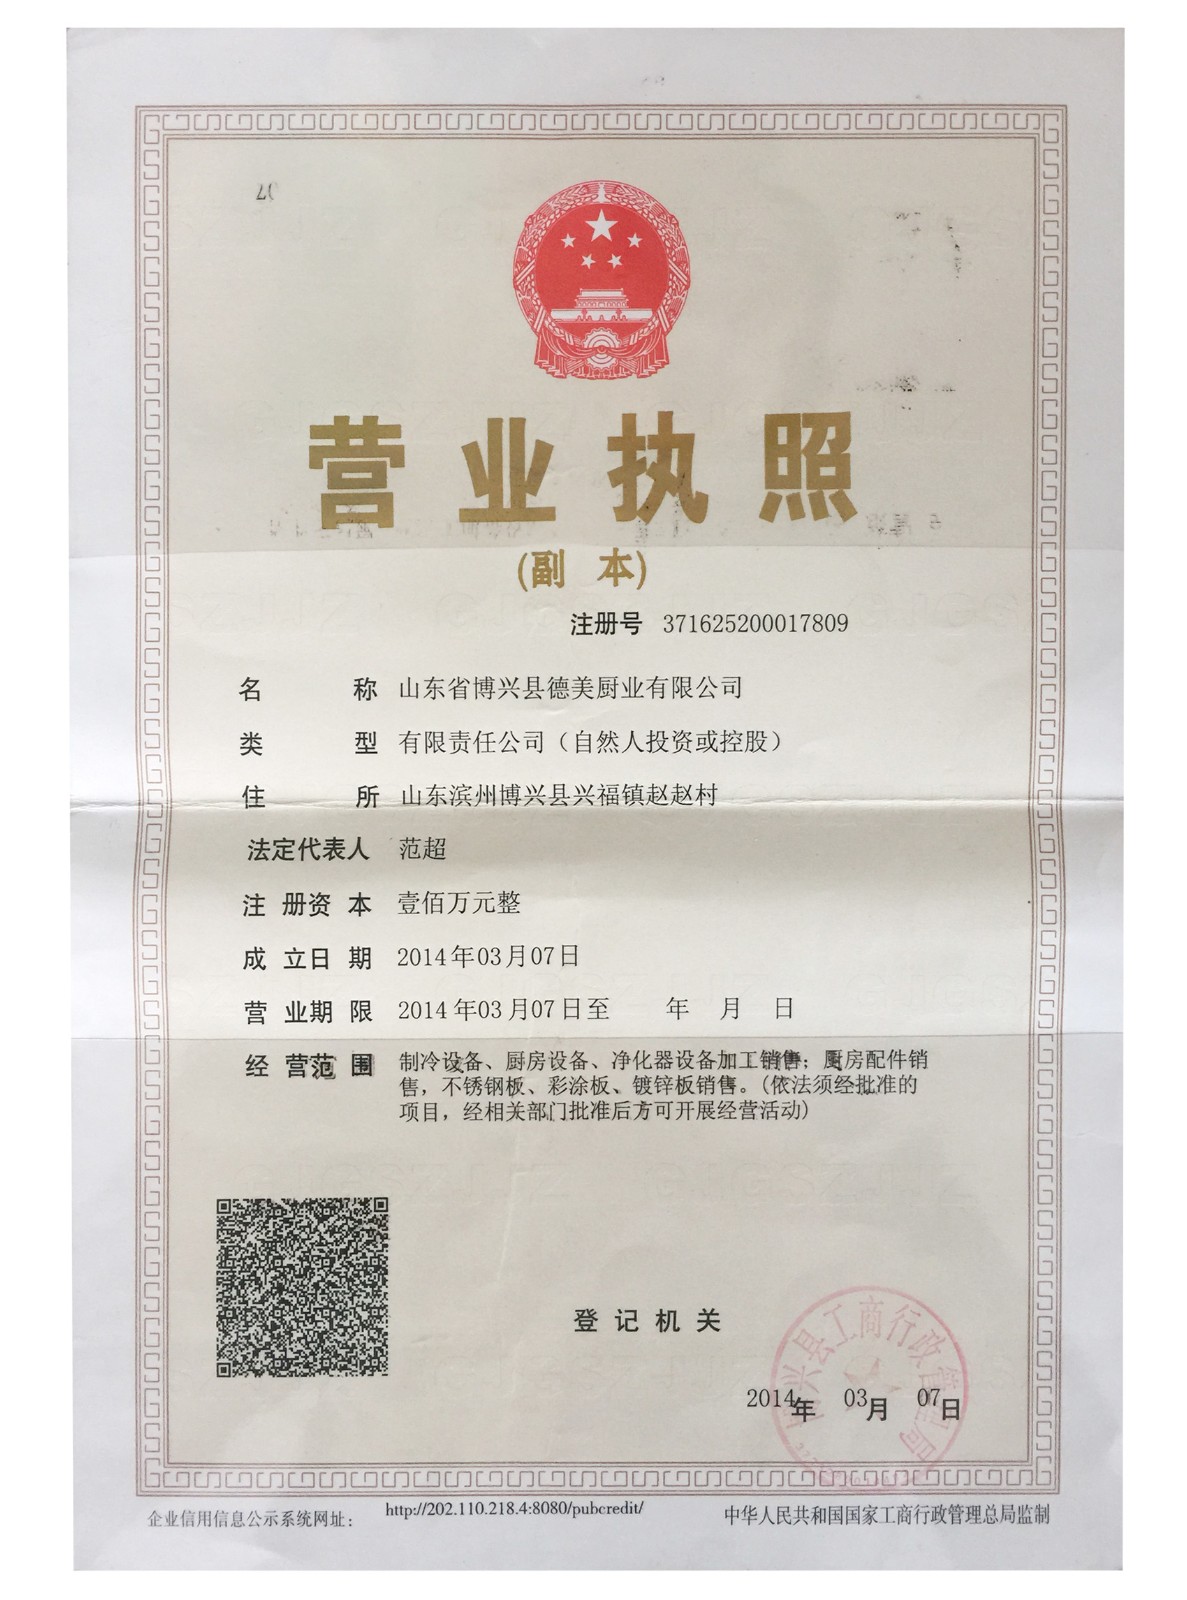 营业执照
(副 本)
注册号 371625200017809
名 称 山东省博兴县德美厨业有限公司
类 型 有限责任公司（自然人投资或控股）
住 所 山东滨州博兴县兴福镇赵赵村
法定代表人 范超
注册资本 壹佰万元整
成立日期 2014年03月07日
营业期限 2014年03月07日至 年 月 日
经营范围 制冷设备、厨房设备、净化器设备加工销售；厨房配件销
售，不锈钢板、彩涂板、镀锌板销售。(依法须经批准的
项目，经相关部门批准后方可开展经营活动)
登记机关
兴县工商行政管理局
2014年 03月 07日
企业信用信息公示系统网址： http://202.110.218.4:8080/pubcredit/ 中华人民共和国国家工商行政管理总局监制